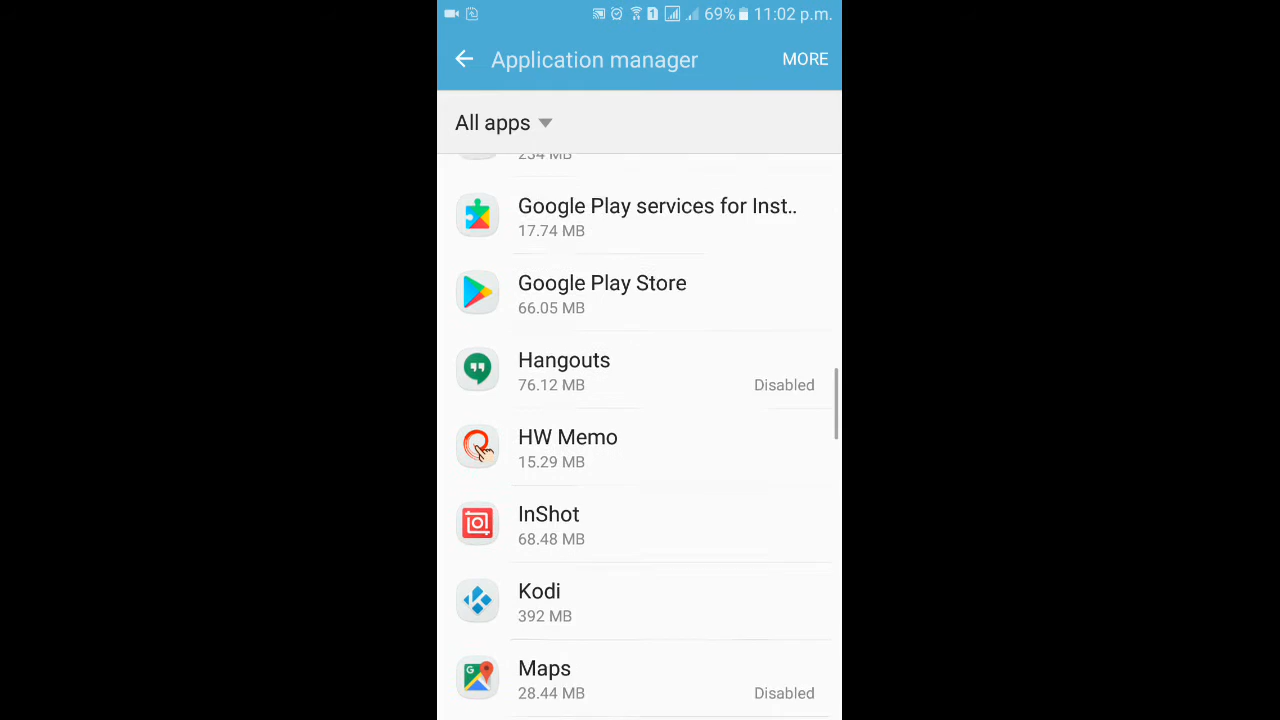 69% 11:02 p.m.
Application manager MORE
All apps
234 MB
Google Play services for Inst..
17.74 MB
Google Play Store
66.05 MB
Hangouts
76.12 MB Disabled
HW Memo
15.29 MB
InShot
68.48 MB
Kodi
392 MB
Maps
28.44 MB Disabled